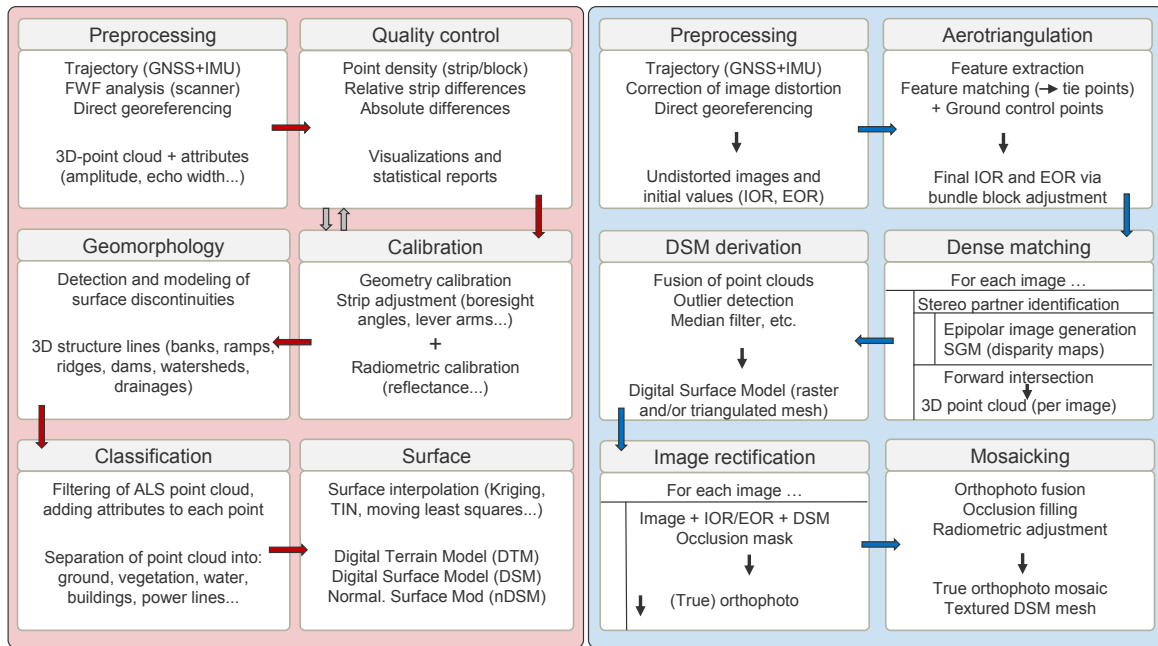 Preprocessing
Trajectory (GNSS+IMU)
FWF analysis (scanner)
Direct georeferencing
3D-point cloud + attributes
(amplitude, echo width...)
Quality control
Point density (strip/block)
Relative strip differences
Absolute differences
Visualizations and
statistical reports
Geomorphology
Detection and modeling of
surface discontinuities
3D structure lines (banks, ramps,
ridges, dams, watersheds,
drainages)
Calibration
Geometry calibration
Strip adjustment (boresight
angles, lever arms...)
+
Radiometric calibration
(reflectance...)
Classification
Filtering of ALS point cloud,
adding attributes to each point
Separation of point cloud into:
ground, vegetation, water,
buildings, power lines...
Surface
Surface interpolation (Kriging,
TIN, moving least squares...)
Digital Terrain Model (DTM)
Digital Surface Model (DSM)
Normal. Surface Mod (nDSM)
Preprocessing
Trajectory (GNSS+IMU)
Correction of image distortion
Direct georeferencing
Undistorted images and
initial values (IOR, EOR)
Aerotriangulation
Feature extraction
Feature matching (→ tie points)
+ Ground control points
Final IOR and EOR via
bundle block adjustment
DSM derivation
Fusion of point clouds
Outlier detection
Median filter, etc.
Digital Surface Model (raster
and/or triangulated mesh)
Dense matching
For each image …
Stereo partner identification
Epipolar image generation
SGM (disparity maps)
Forward intersection
3D point cloud (per image)
Image rectification
For each image …
Image + IOR/EOR + DSM
Occlusion mask
(True) orthophoto
Mosaicking
Orthophoto fusion
Occlusion filling
Radiometric adjustment
True orthophoto mosaic
Textured DSM mesh